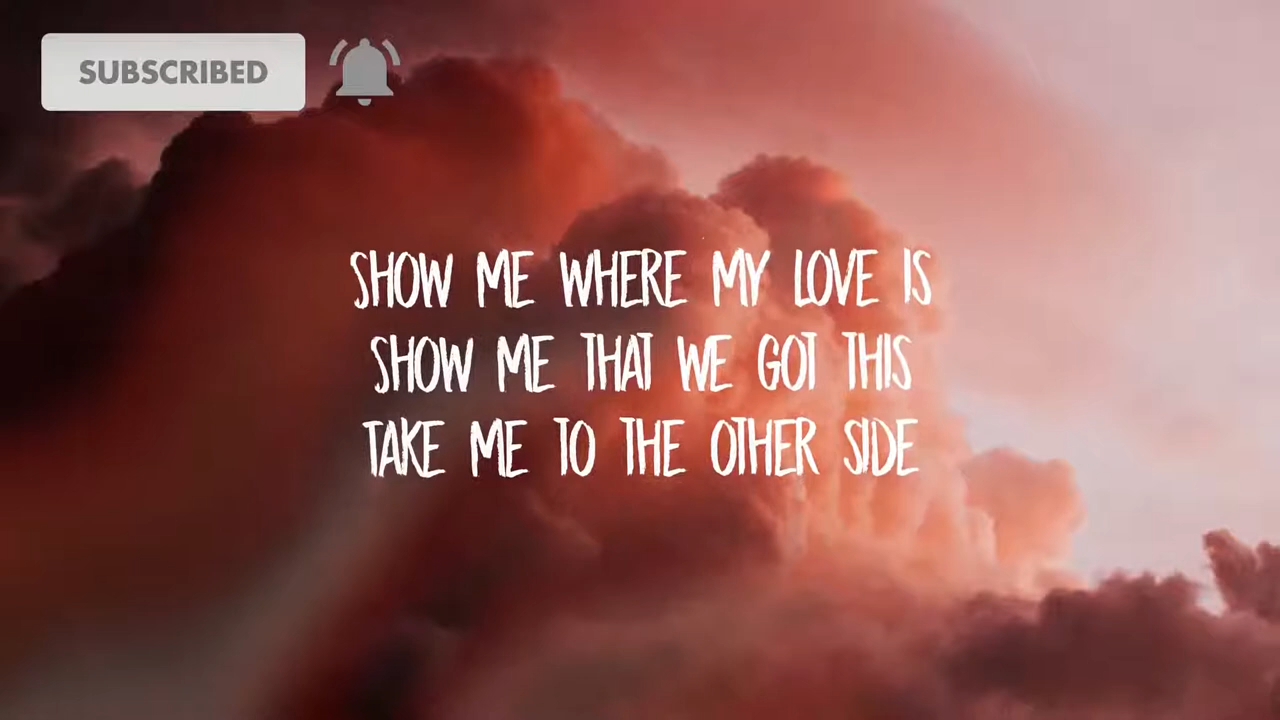 SUBSCRIBED
SHOW ME WHERE MY LOVE IS
SHOW ME THAT WE GOT THIS
TAKE ME TO THE OTHER SIDE